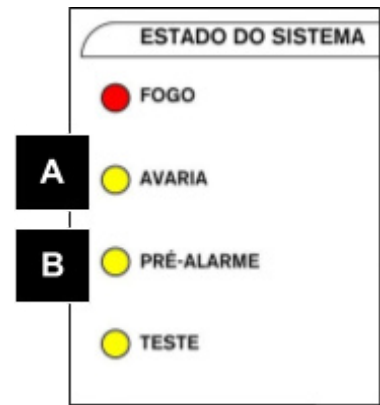 ESTADO DO SISTEMA
FOGO
A AVARIA
B PRÉ-ALARME
TESTE